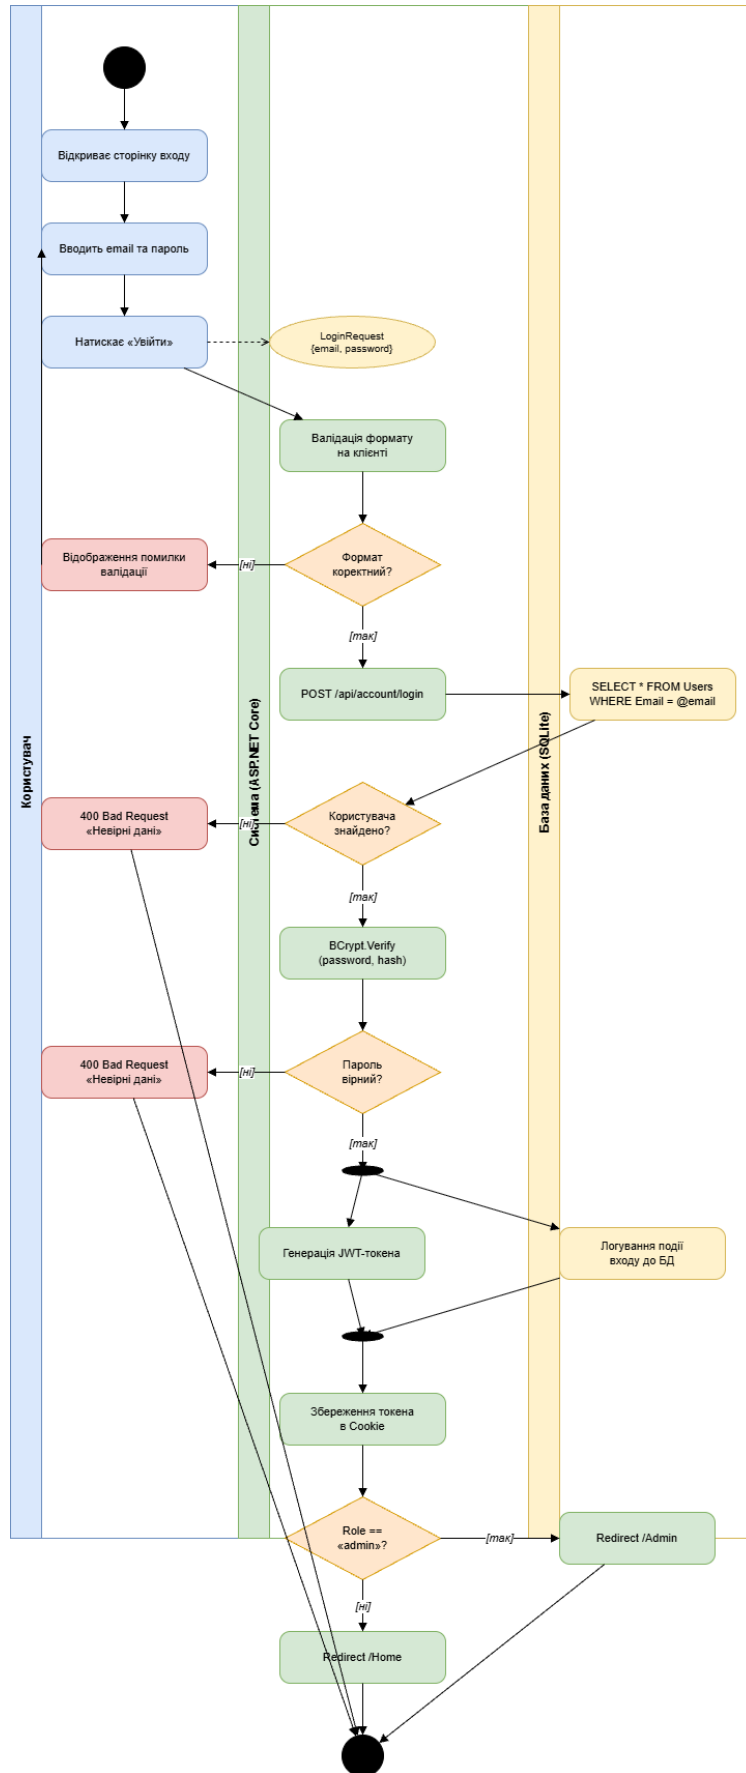 Відкриває сторінку входу
Вводить email та пароль
Натискає «Увійти»
LoginRequest
{email, password}
Валідація формату
на клієнті
Формат
коректний?
[ні]
Відображення помилки
валідації
[так]
POST /api/account/login
SELECT * FROM Users
WHERE Email = @email
Користувач
Система (ASP.NET Core)
База даних (SQLite)
Користувача
знайдено?
[ні]
400 Bad Request
«Невірні дані»
[так]
BCrypt.Verify
(password, hash)
Пароль
вірний?
[ні]
400 Bad Request
«Невірні дані»
[так]
Генерація JWT-токена
Логування події
входу до БД
Збереження токена
в Cookie
Role ==
«admin»?
[так]
Redirect /Admin
[ні]
Redirect /Home